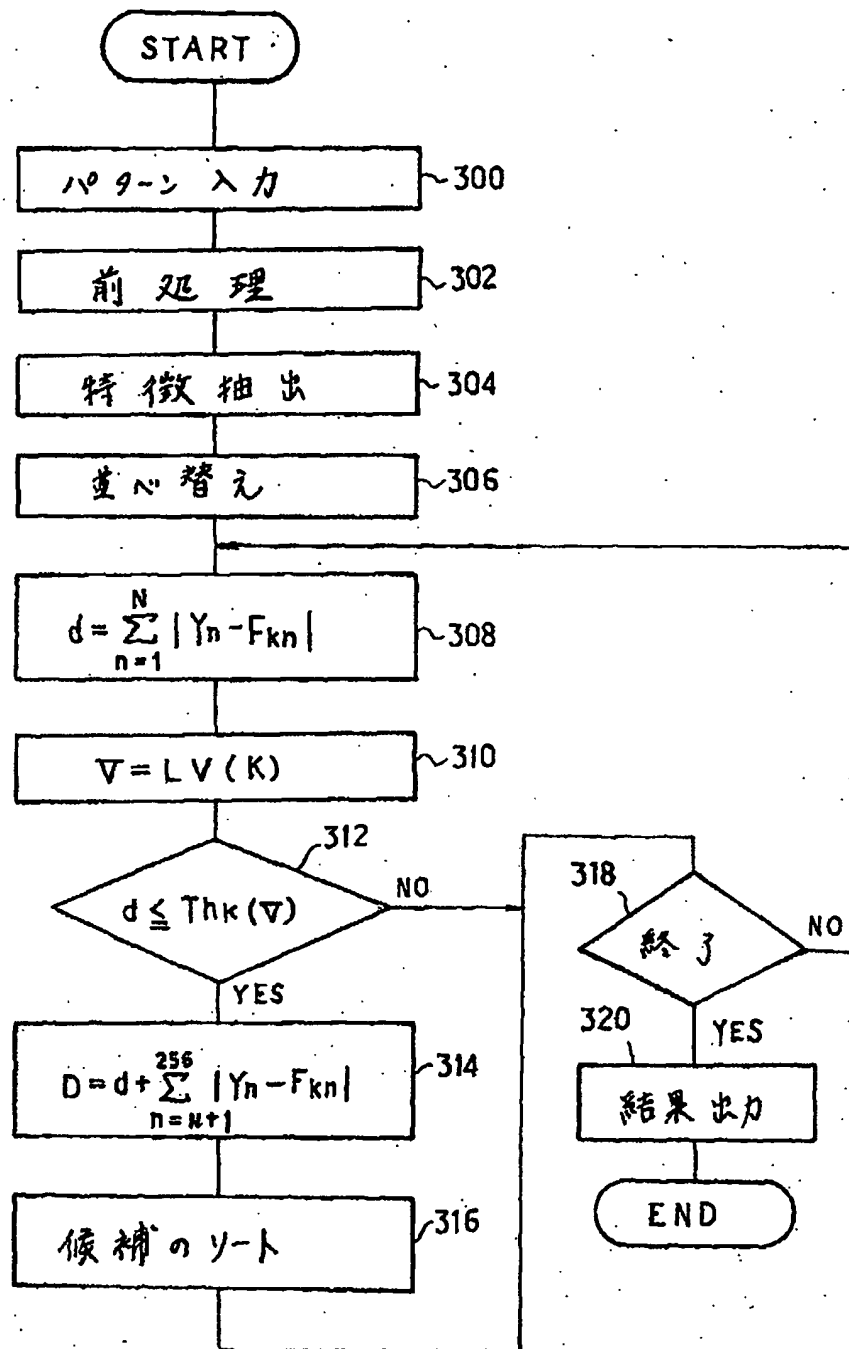 START
パターン入力
300
前処理
302
特徴抽出
304
並べ替え
306
N
d = Σ |Yn − Fkn|
n=1
308
V = LV(K)
310
312
d ≦ Thk(V)
NO
YES
256
D = d + Σ |Yn − Fkn|
n=N+1
314
候補のソート
316
318
終了
NO
YES
320
結果出力
END